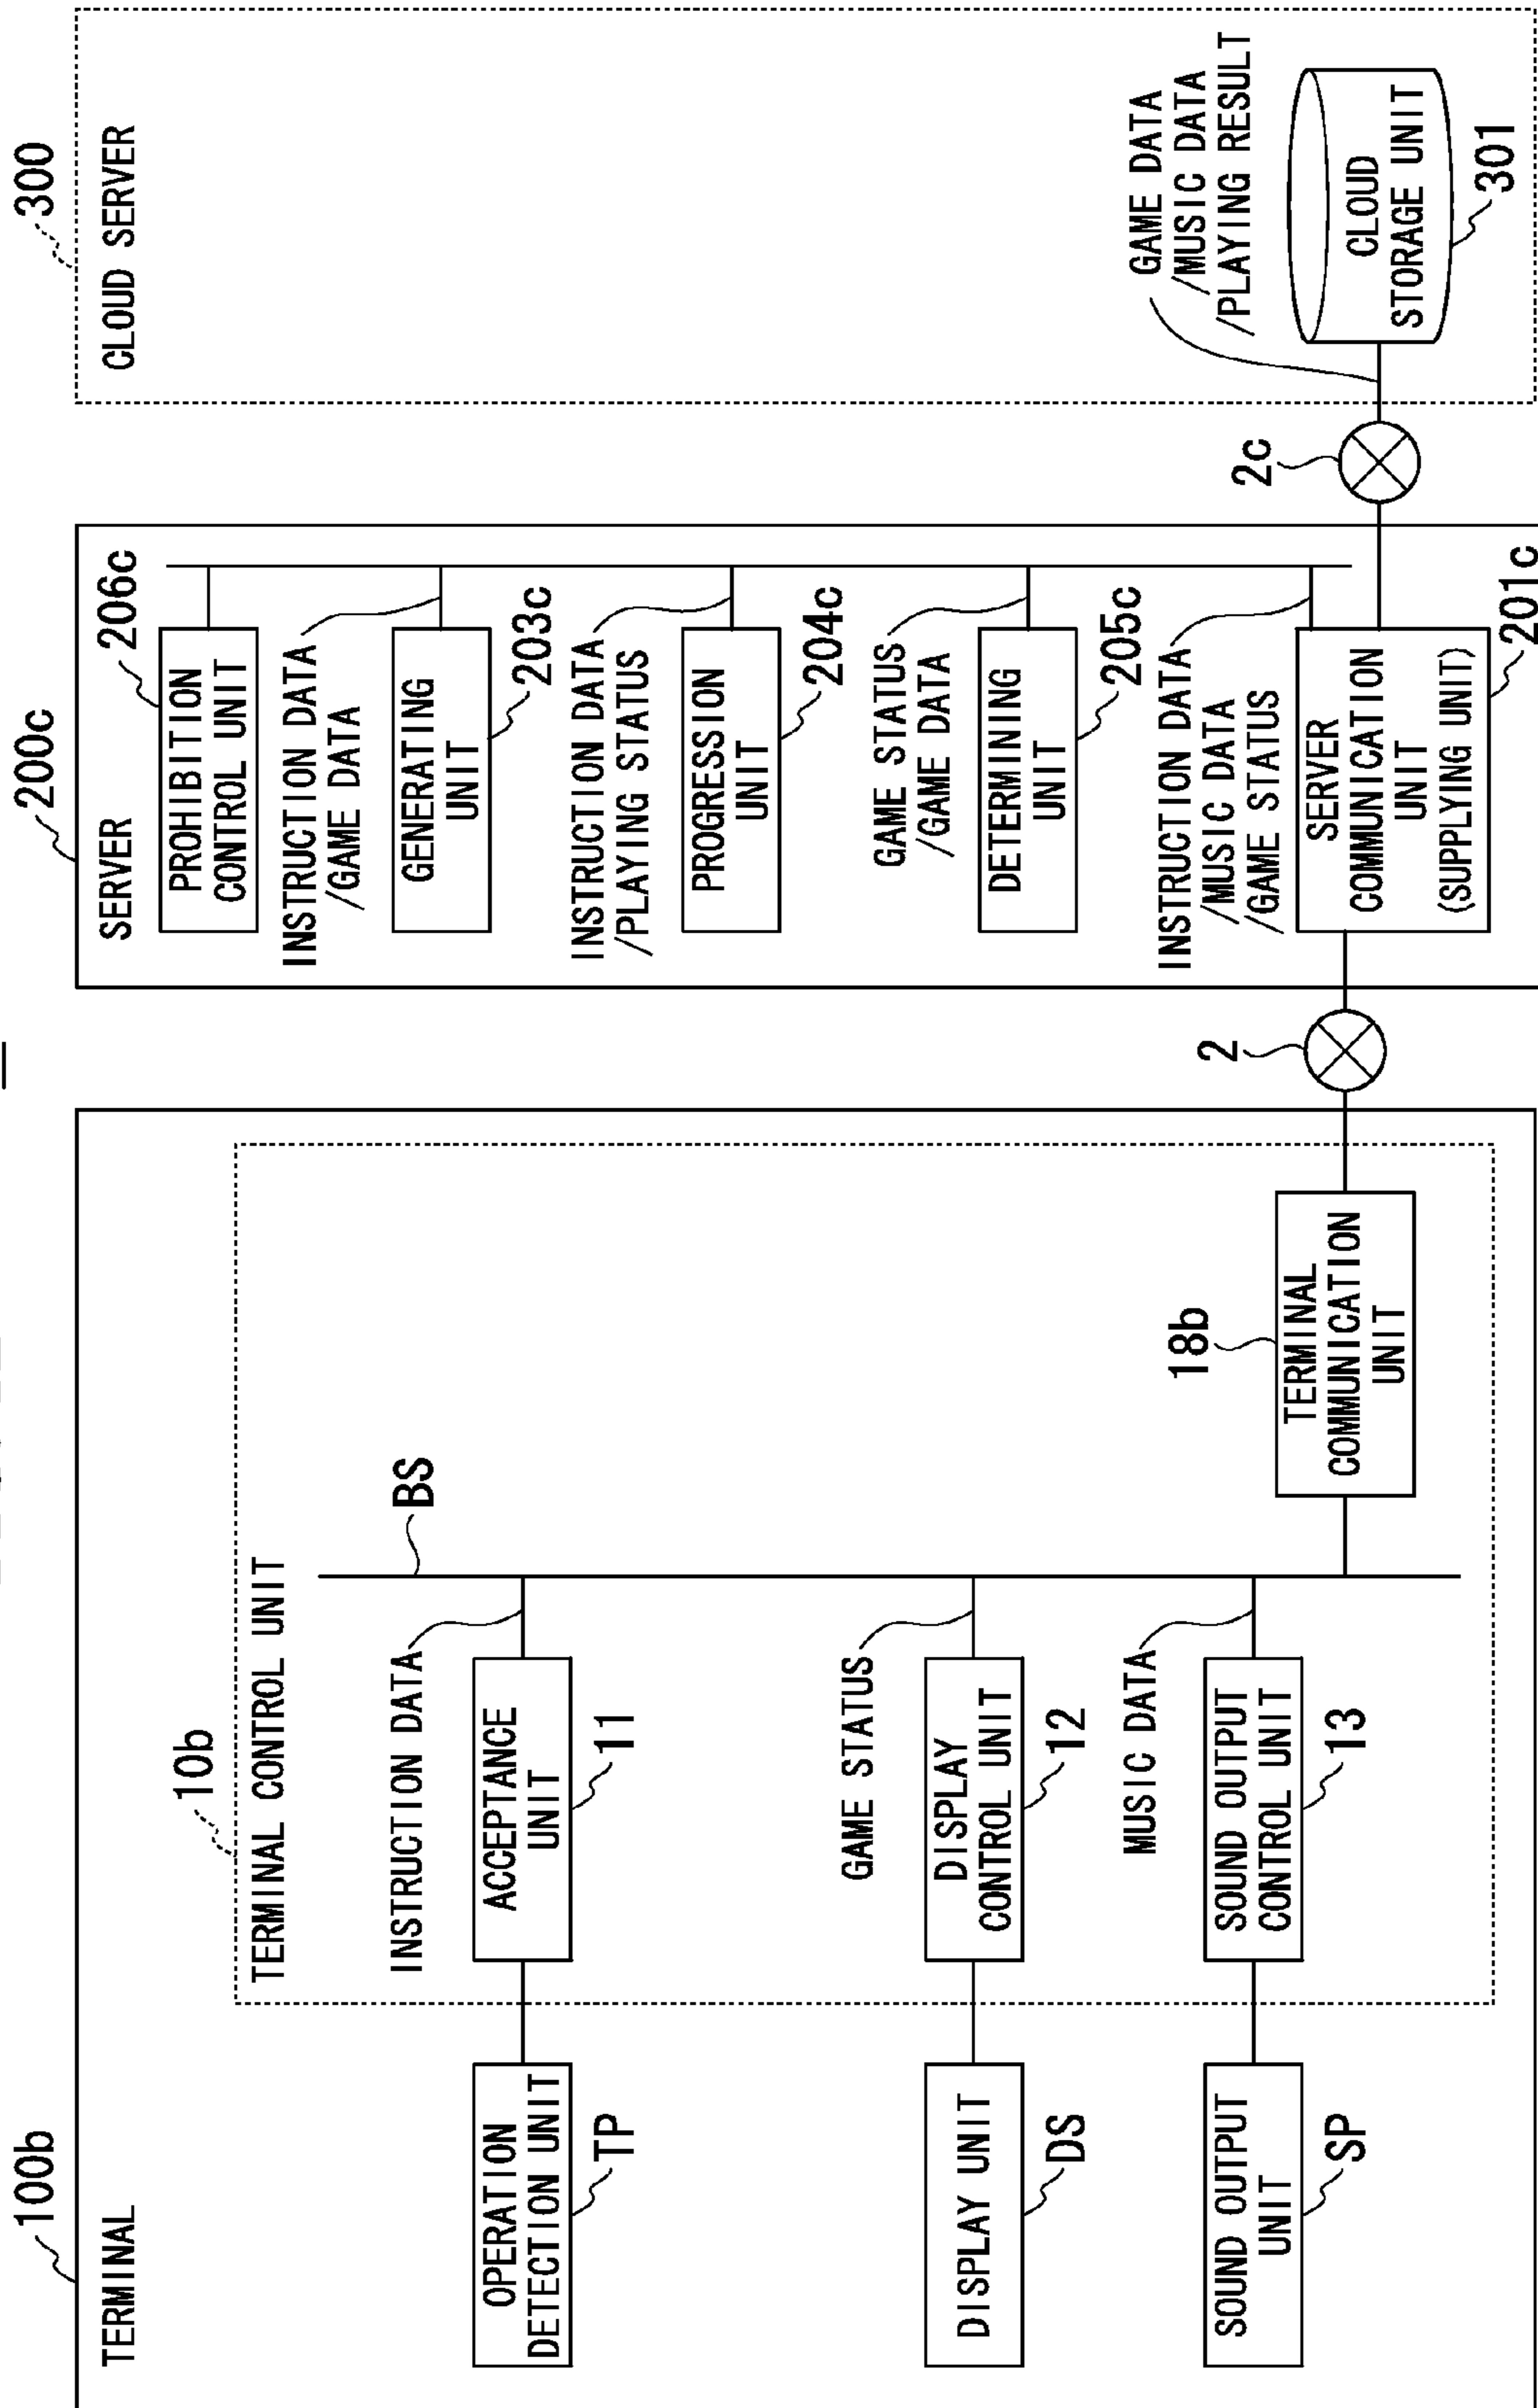 100b
TERMINAL
OPERATION
DETECTION UNIT
TP
DISPLAY UNIT
DS
SOUND OUTPUT
UNIT
SP
10b
TERMINAL CONTROL UNIT
INSTRUCTION DATA
ACCEPTANCE
UNIT
11
GAME STATUS
DISPLAY
CONTROL UNIT
12
MUSIC DATA
SOUND OUTPUT
CONTROL UNIT
13
BS
18b
TERMINAL
COMMUNICATION
UNIT
2
200c
SERVER
206c
PROHIBITION
CONTROL UNIT
INSTRUCTION DATA
/GAME DATA
GENERATING
UNIT
203c
INSTRUCTION DATA
/PLAYING STATUS
PROGRESSION
UNIT
204c
GAME STATUS
/GAME DATA
DETERMINING
UNIT
205c
INSTRUCTION DATA
/MUSIC DATA
/GAME STATUS
SERVER
COMMUNICATION
UNIT
(SUPPLYING UNIT)
201c
2c
300
CLOUD SERVER
GAME DATA
/MUSIC DATA
/PLAYING RESULT
CLOUD
STORAGE UNIT
301